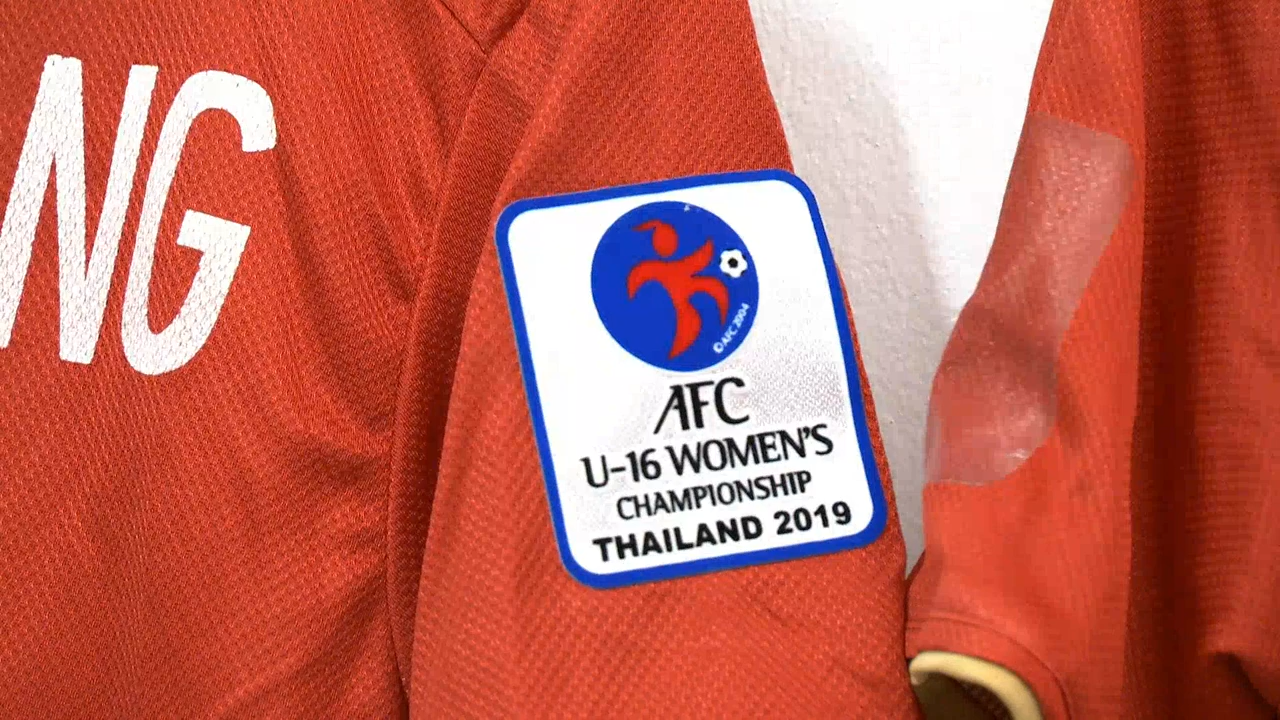 NG
© AFC 2004
AFC
U-16 WOMEN'S
CHAMPIONSHIP
THAILAND 2019